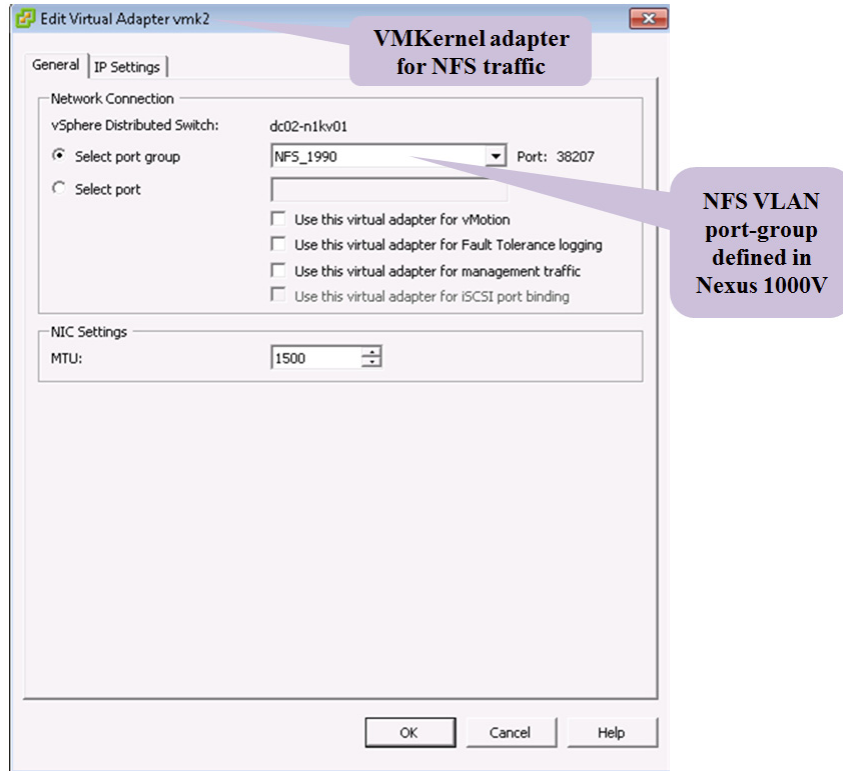 Edit Virtual Adapter vmk2
VMKernel adapter
for NFS traffic
General
IP Settings
Network Connection
vSphere Distributed Switch: dc02-n1kv01
Select port group NFS_1990 Port: 38207
Select port
Use this virtual adapter for vMotion
Use this virtual adapter for Fault Tolerance logging
Use this virtual adapter for management traffic
Use this virtual adapter for iSCSI port binding
NFS VLAN
port-group
defined in
Nexus 1000V
NIC Settings
MTU: 1500
OK Cancel Help